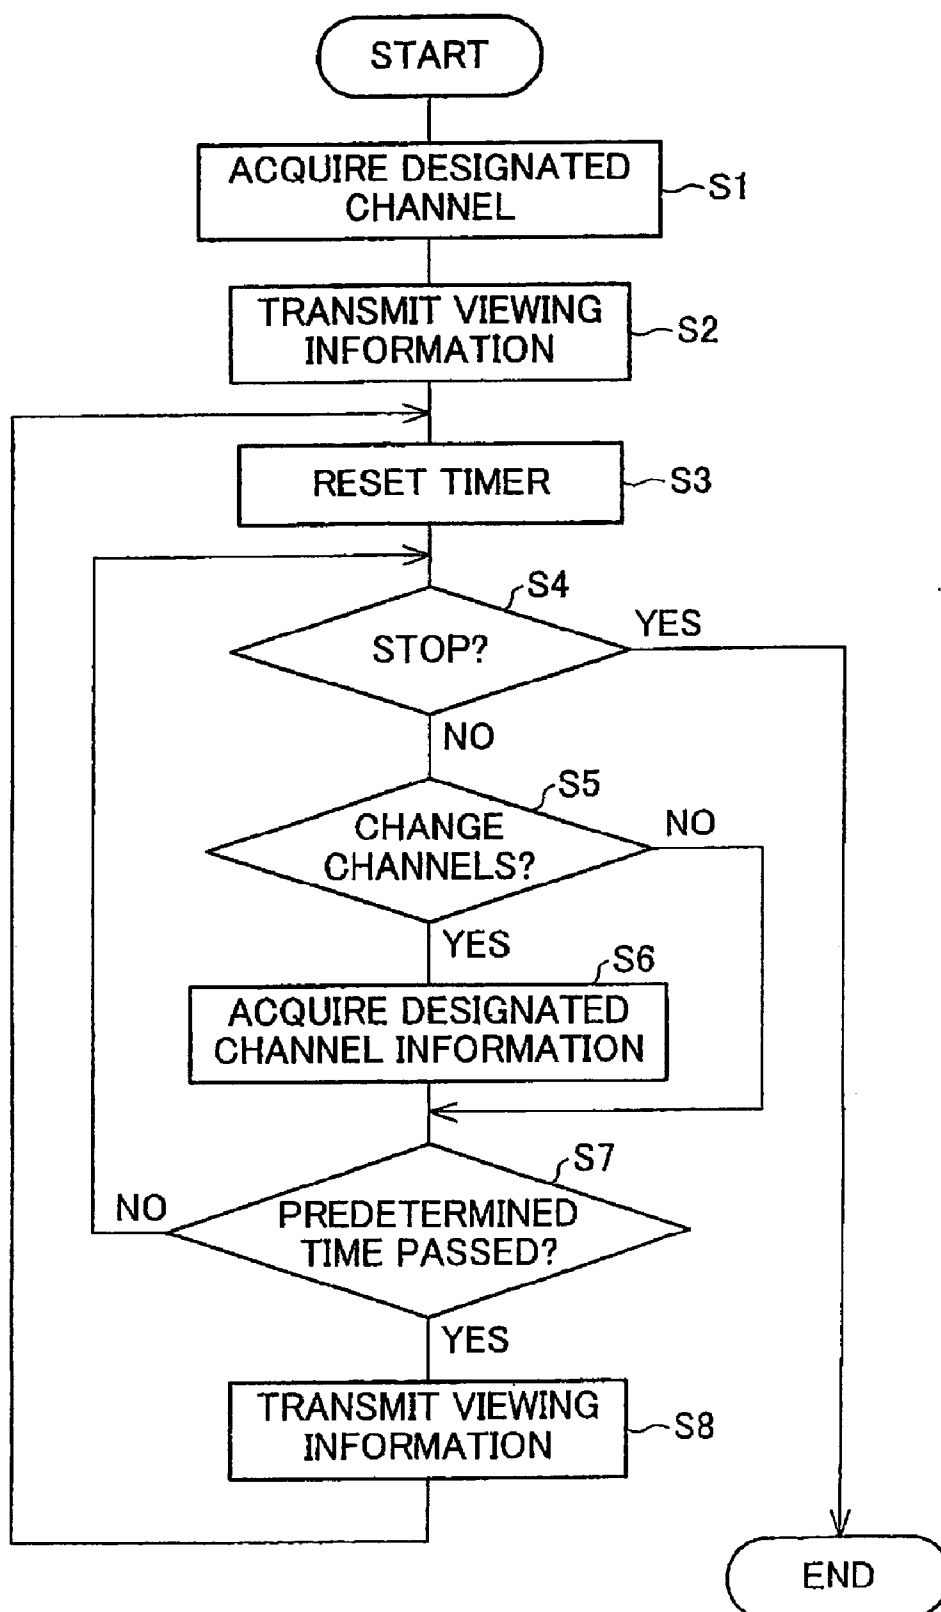 START
ACQUIRE DESIGNATED
CHANNEL
S1
TRANSMIT VIEWING
INFORMATION
S2
RESET TIMER
S3
S4
STOP?
YES
NO
S5
CHANGE
CHANNELS?
NO
YES
S6
ACQUIRE DESIGNATED
CHANNEL INFORMATION
S7
NO
PREDETERMINED
TIME PASSED?
YES
TRANSMIT VIEWING
INFORMATION
S8
END